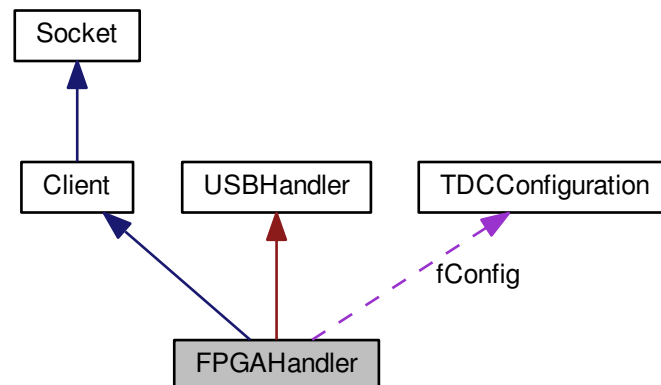 Socket
Client
USBHandler
TDCConfiguration
fConfig
FPGAHandler